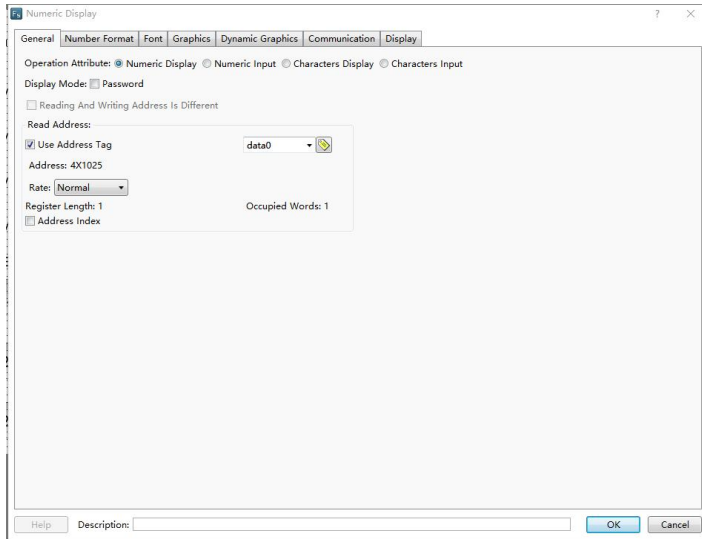 Fs Numeric Display ?
General Number Format Font Graphics Dynamic Graphics Communication Display
Operation Attribute: Numeric Display Numeric Input Characters Display Characters Input
Display Mode: Password
Reading And Writing Address Is Different
Read Address:
Use Address Tag data0
Address: 4X1025
Rate: Normal
Register Length: 1 Occupied Words: 1
Address Index
Help Description: OK Cancel